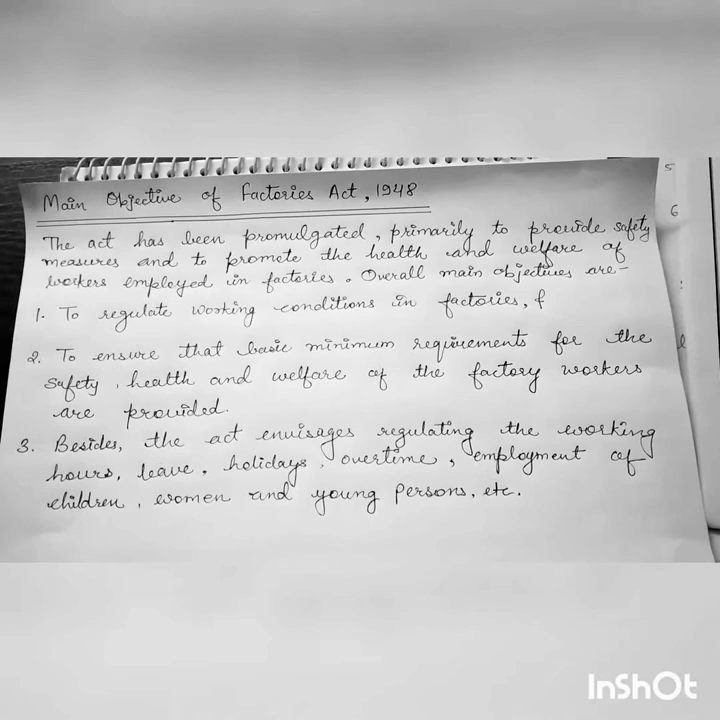 Main Objective of Factories Act, 1948
The act has been promulgated, primarily to provide safety
measures and to promote the health and welfare of
workers employed in factories. Overall main objectives are-
1. To regulate working conditions in factories, &
2. To ensure that basic minimum requirements for the
safety, health and welfare of the factory workers
are provided.
3. Besides, the act envisages regulating the working
hours, leave, holidays, overtime, employment of
children, women and young persons, etc.
5
6
InShOt